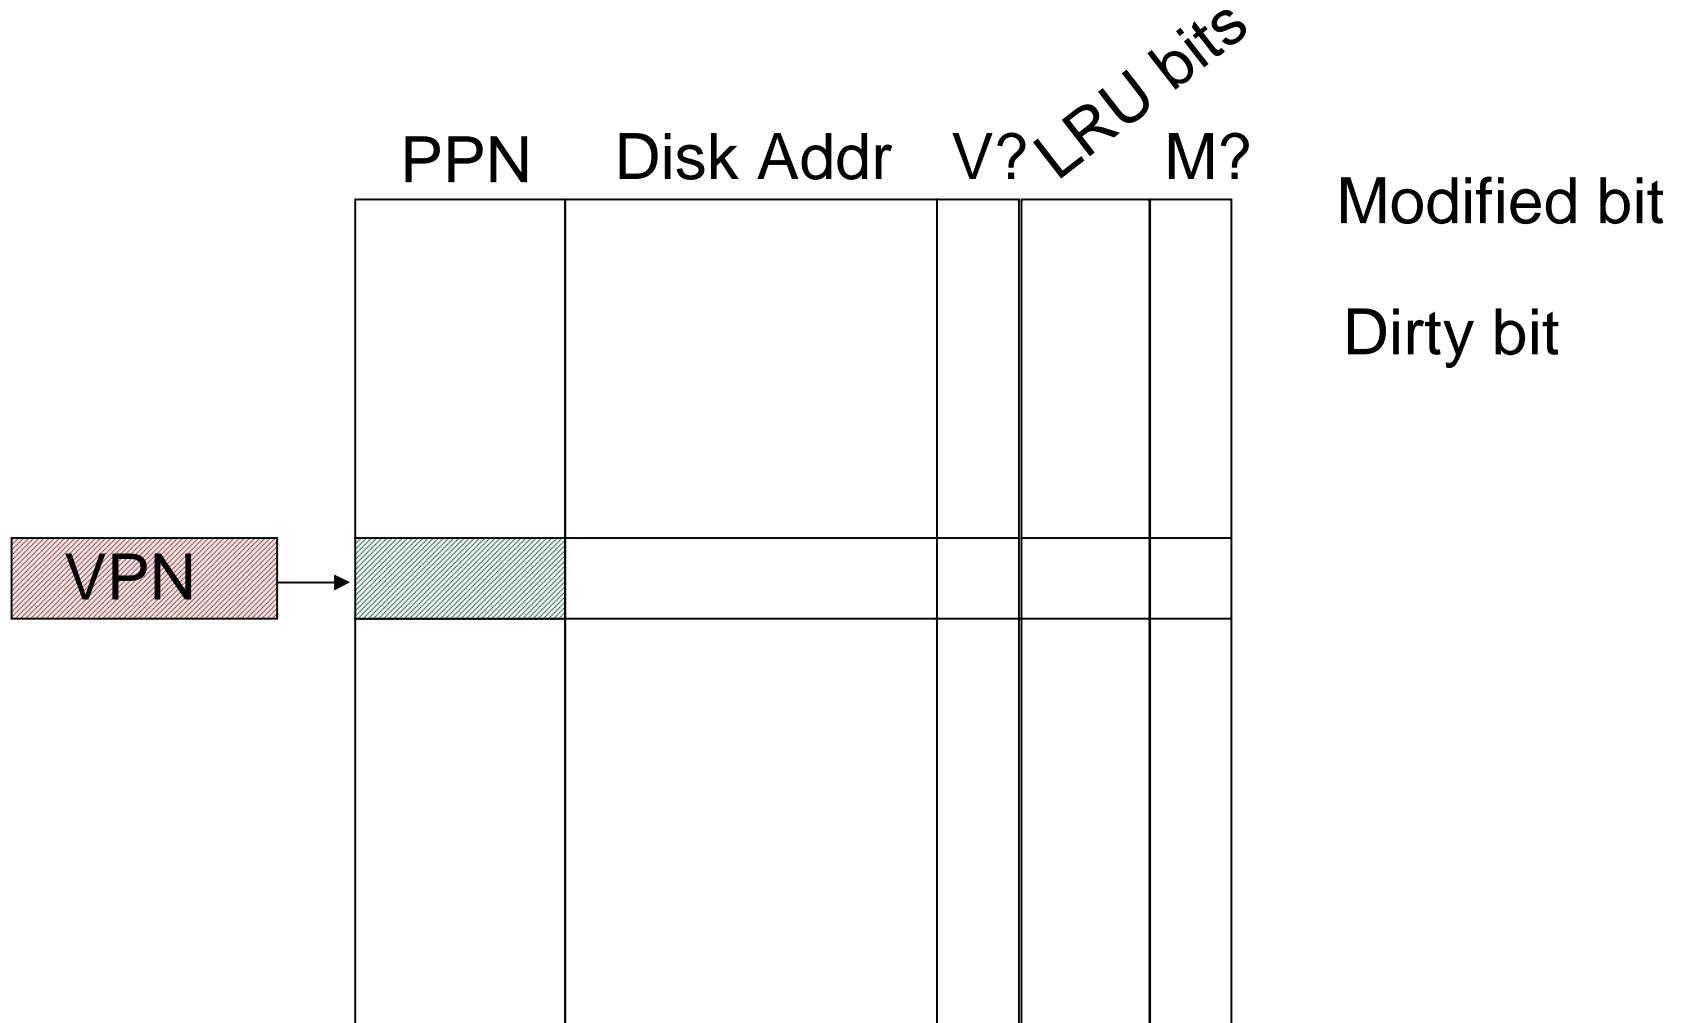 PPN
Disk Addr
V?
LRU bits
M?
Modified bit
Dirty bit
VPN